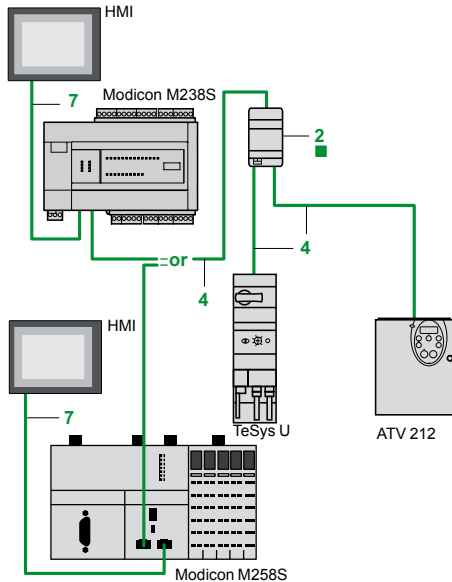 HMI
7
Modicon M238S
2
4
or
4
HMI
7
TeSys U
ATV 212
Modicon M258S